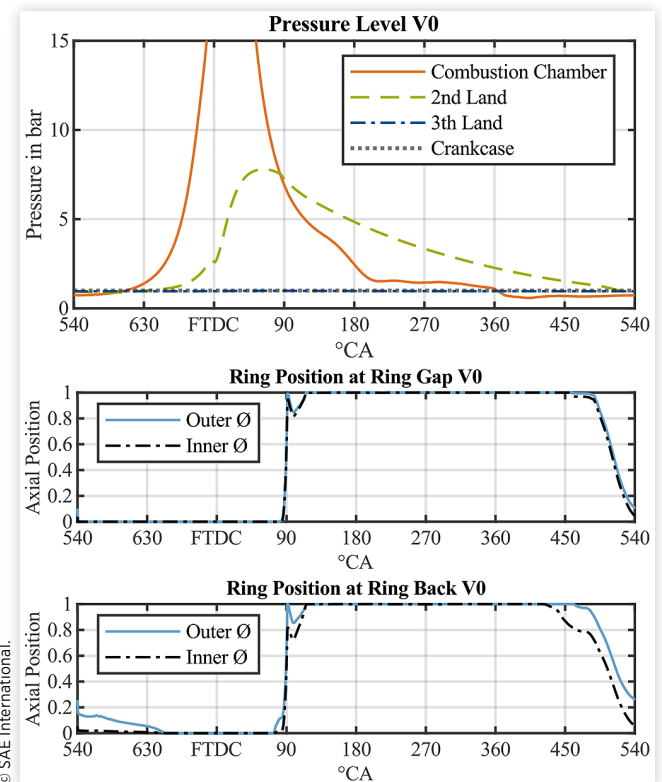 Pressure Level V0
15
10
5
0
Pressure in bar
Combustion Chamber
2nd Land
3th Land
Crankcase
540 630 FTDC 90 180 270 360 450 540
°CA
Ring Position at Ring Gap V0
1
0.8
0.6
0.4
0.2
0
Axial Position
Outer Ø
Inner Ø
540 630 FTDC 90 180 270 360 450 540
°CA
Ring Position at Ring Back V0
1
0.8
0.6
0.4
0.2
0
Axial Position
Outer Ø
Inner Ø
540 630 FTDC 90 180 270 360 450 540
°CA
© SAE International.